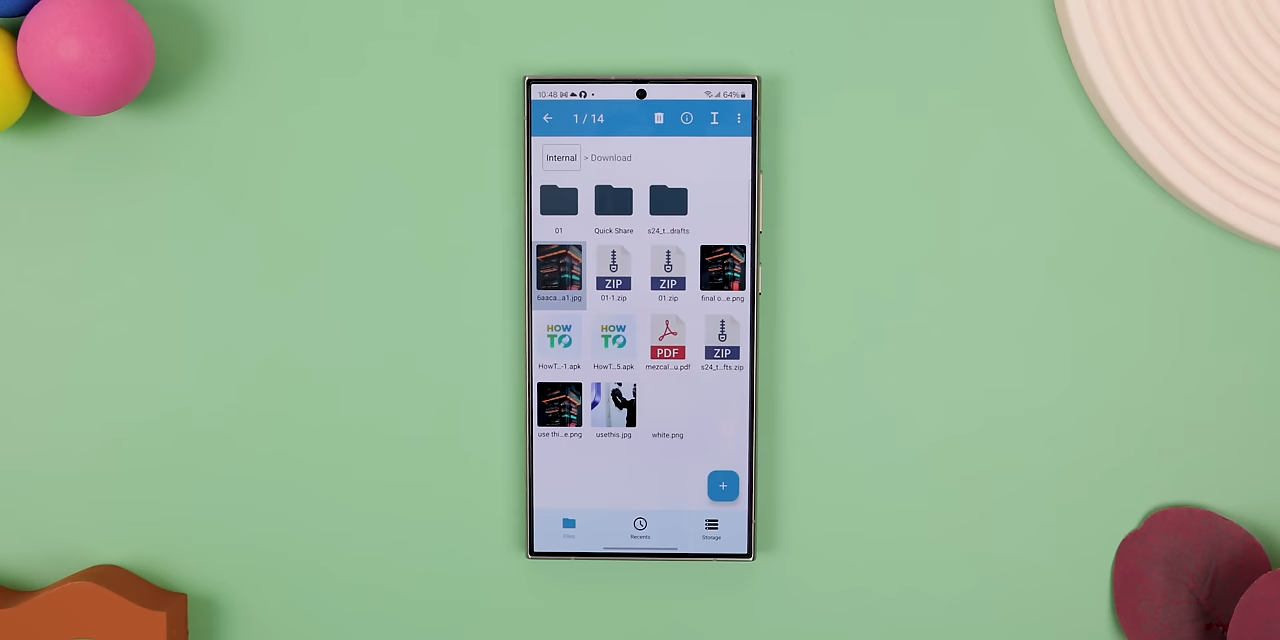 10:48 64%
1 / 14
Internal > Download
01 Quick Share s24_t...drafts
ZIP ZIP
6aaca...a1.jpg 01-1.zip 01.zip final o...e.png
HOW TO HOW TO PDF ZIP
HowT...-1.apk HowT...5.apk mezcal...u.pdf s24_t...fts.zip
use thi...e.png usethis.jpg white.png
+
Files Recents Storage